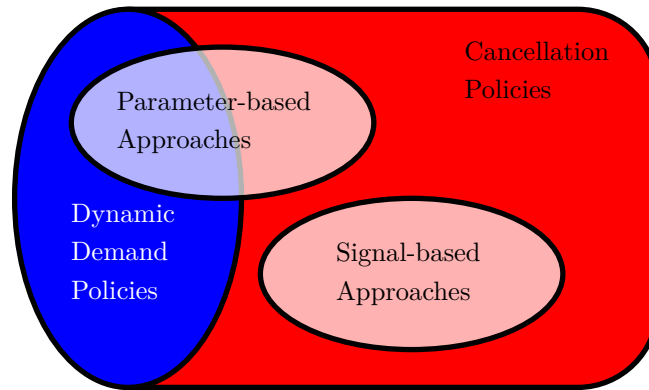 Cancellation
Policies
Parameter-based
Approaches
Dynamic
Demand
Policies
Signal-based
Approaches